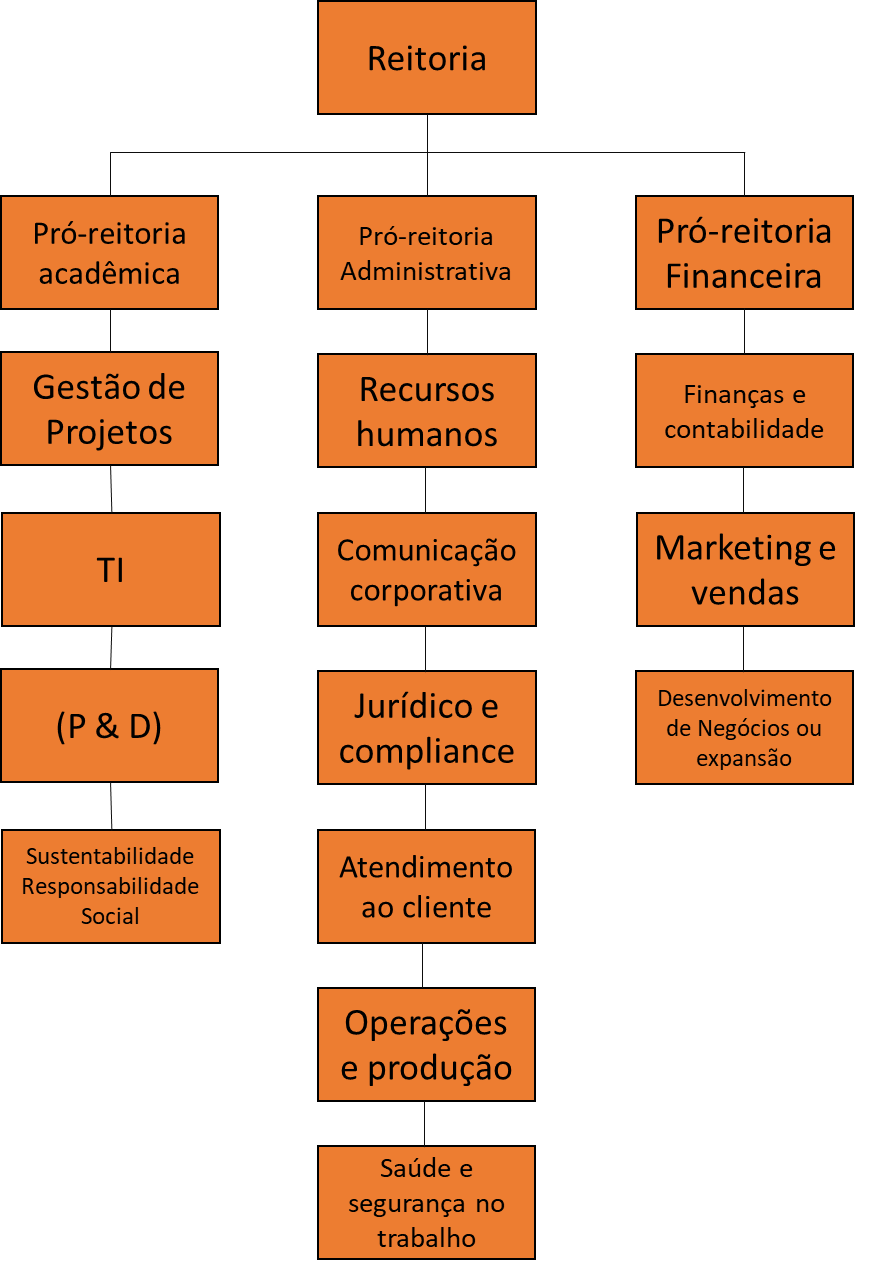 Reitoria
Pró-reitoria
acadêmica
Pró-reitoria
Administrativa
Pró-reitoria
Financeira
Gestão de
Projetos
Recursos
humanos
Finanças e
contabilidade
TI
Comunicação
corporativa
Marketing e
vendas
(P & D)
Jurídico e
compliance
Desenvolvimento
de Negócios ou
expansão
Sustentabilidade
Responsabilidade
Social
Atendimento
ao cliente
Operações
e produção
Saúde e
segurança no
trabalho